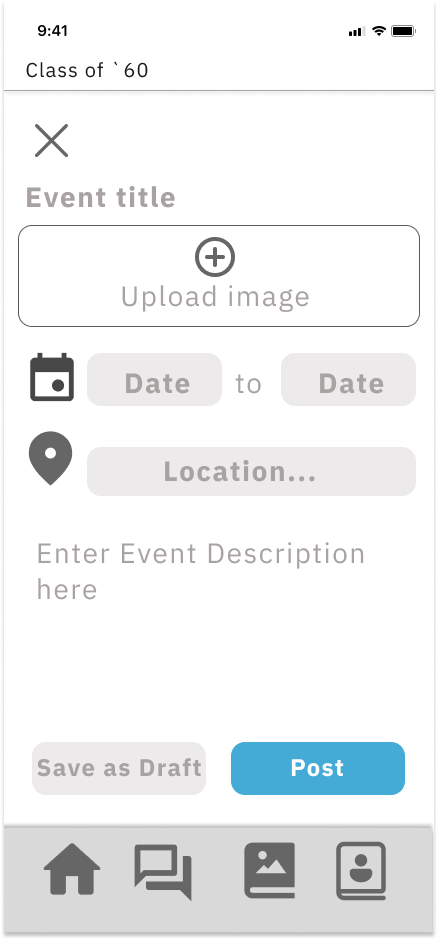 9:41
Class of `60
Event title
Upload image
Date to Date
Location...
Enter Event Description
here
Save as Draft Post